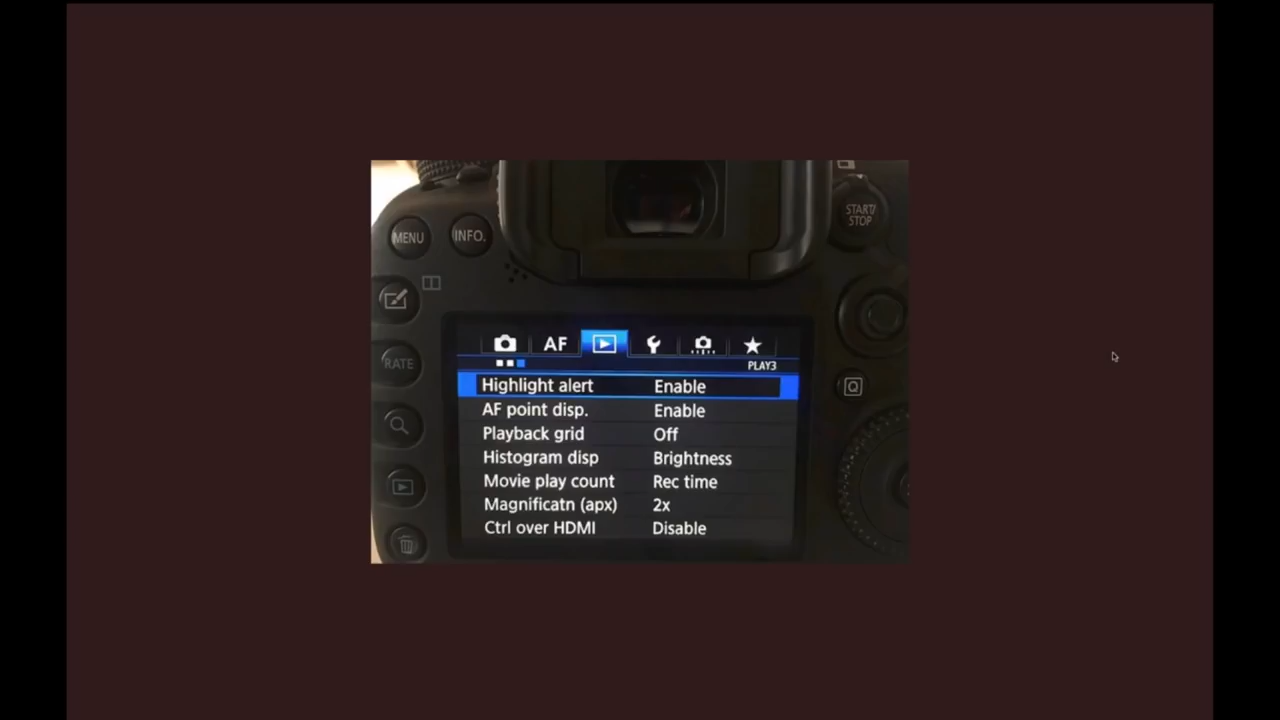 START/
STOP
MENU
INFO.
RATE
AF
PLAY3
Highlight alert Enable
AF point disp. Enable
Playback grid Off
Histogram disp Brightness
Movie play count Rec time
Magnificatn (apx) 2x
Ctrl over HDMI Disable
Q